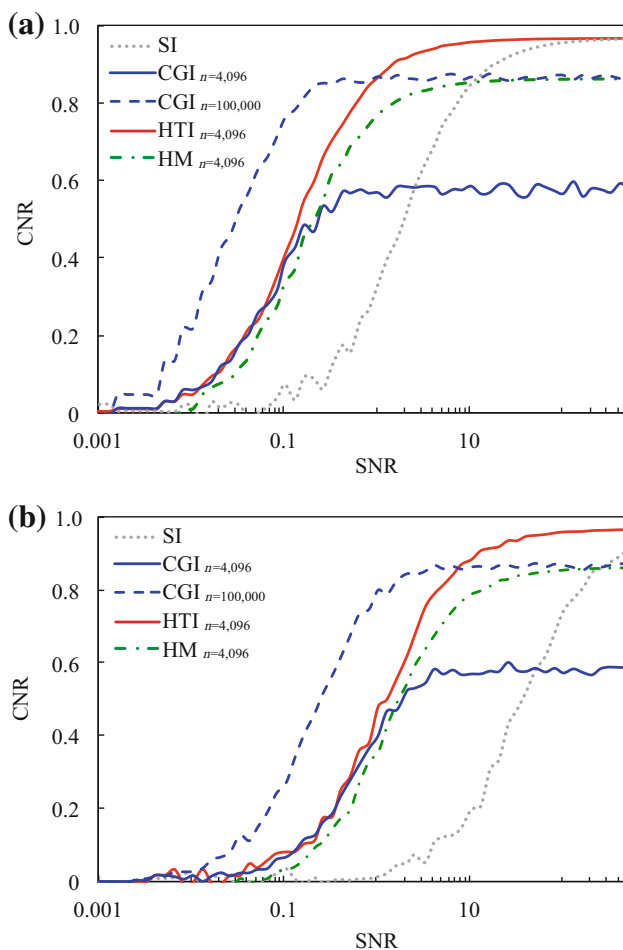 (a)
1.0
0.8
0.6
0.4
0.2
0
CNR
SI
CGI n=4,096
CGI n=100,000
HTI n=4,096
HM n=4,096
0.001
0.1
10
SNR
(b)
1.0
0.8
0.6
0.4
0.2
0
CNR
SI
CGI n=4,096
CGI n=100,000
HTI n=4,096
HM n=4,096
0.001
0.1
10
SNR